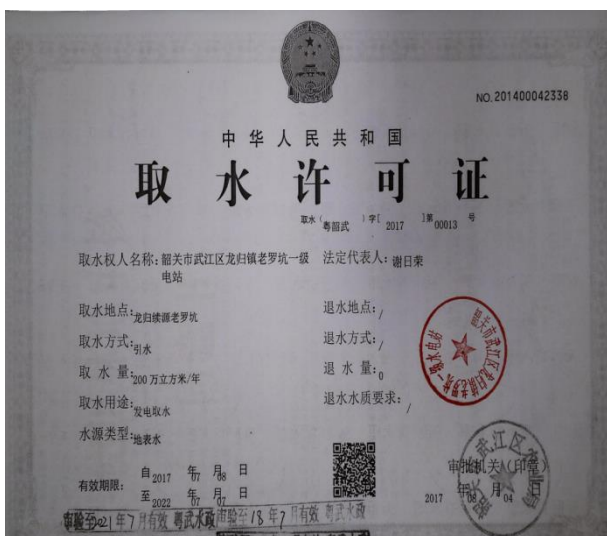 NO.201400042338
中华人民共和国
取水许可证
取水(粤韶武)字[2017]第00013号
取水权人名称:韶关市武江区龙归镇老罗坑一级电站 法定代表人:谢日荣
取水地点:龙归续源老罗坑 退水地点:/
取水方式:引水 退水方式:/
取水量:200万立方米/年 退水量:0
取水用途:发电取水 退水水质要求:/
水源类型:地表水
审批机关(印章)
有效期限: 自2017年07月08日
至2022年07月07日
2017年08月04日
审验至2021年7月有效 粤武水政 审验至18年7月有效 粤武水政